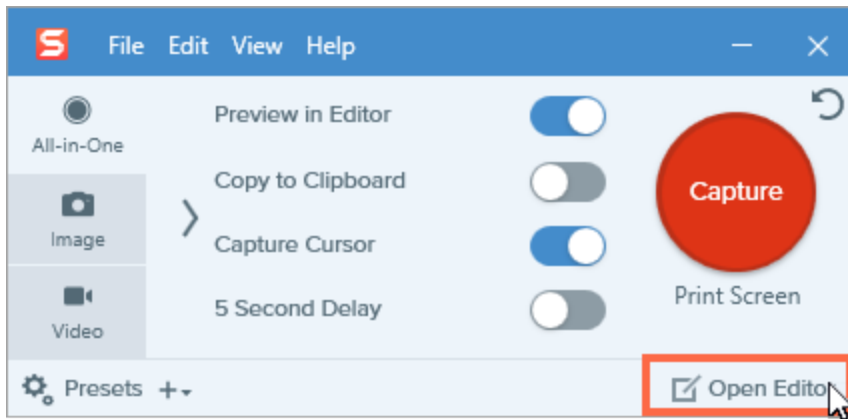 S File Edit View Help
All-in-One
Image
Video
Preview in Editor
Copy to Clipboard
Capture Cursor
5 Second Delay
Capture
Print Screen
Presets
Open Editor